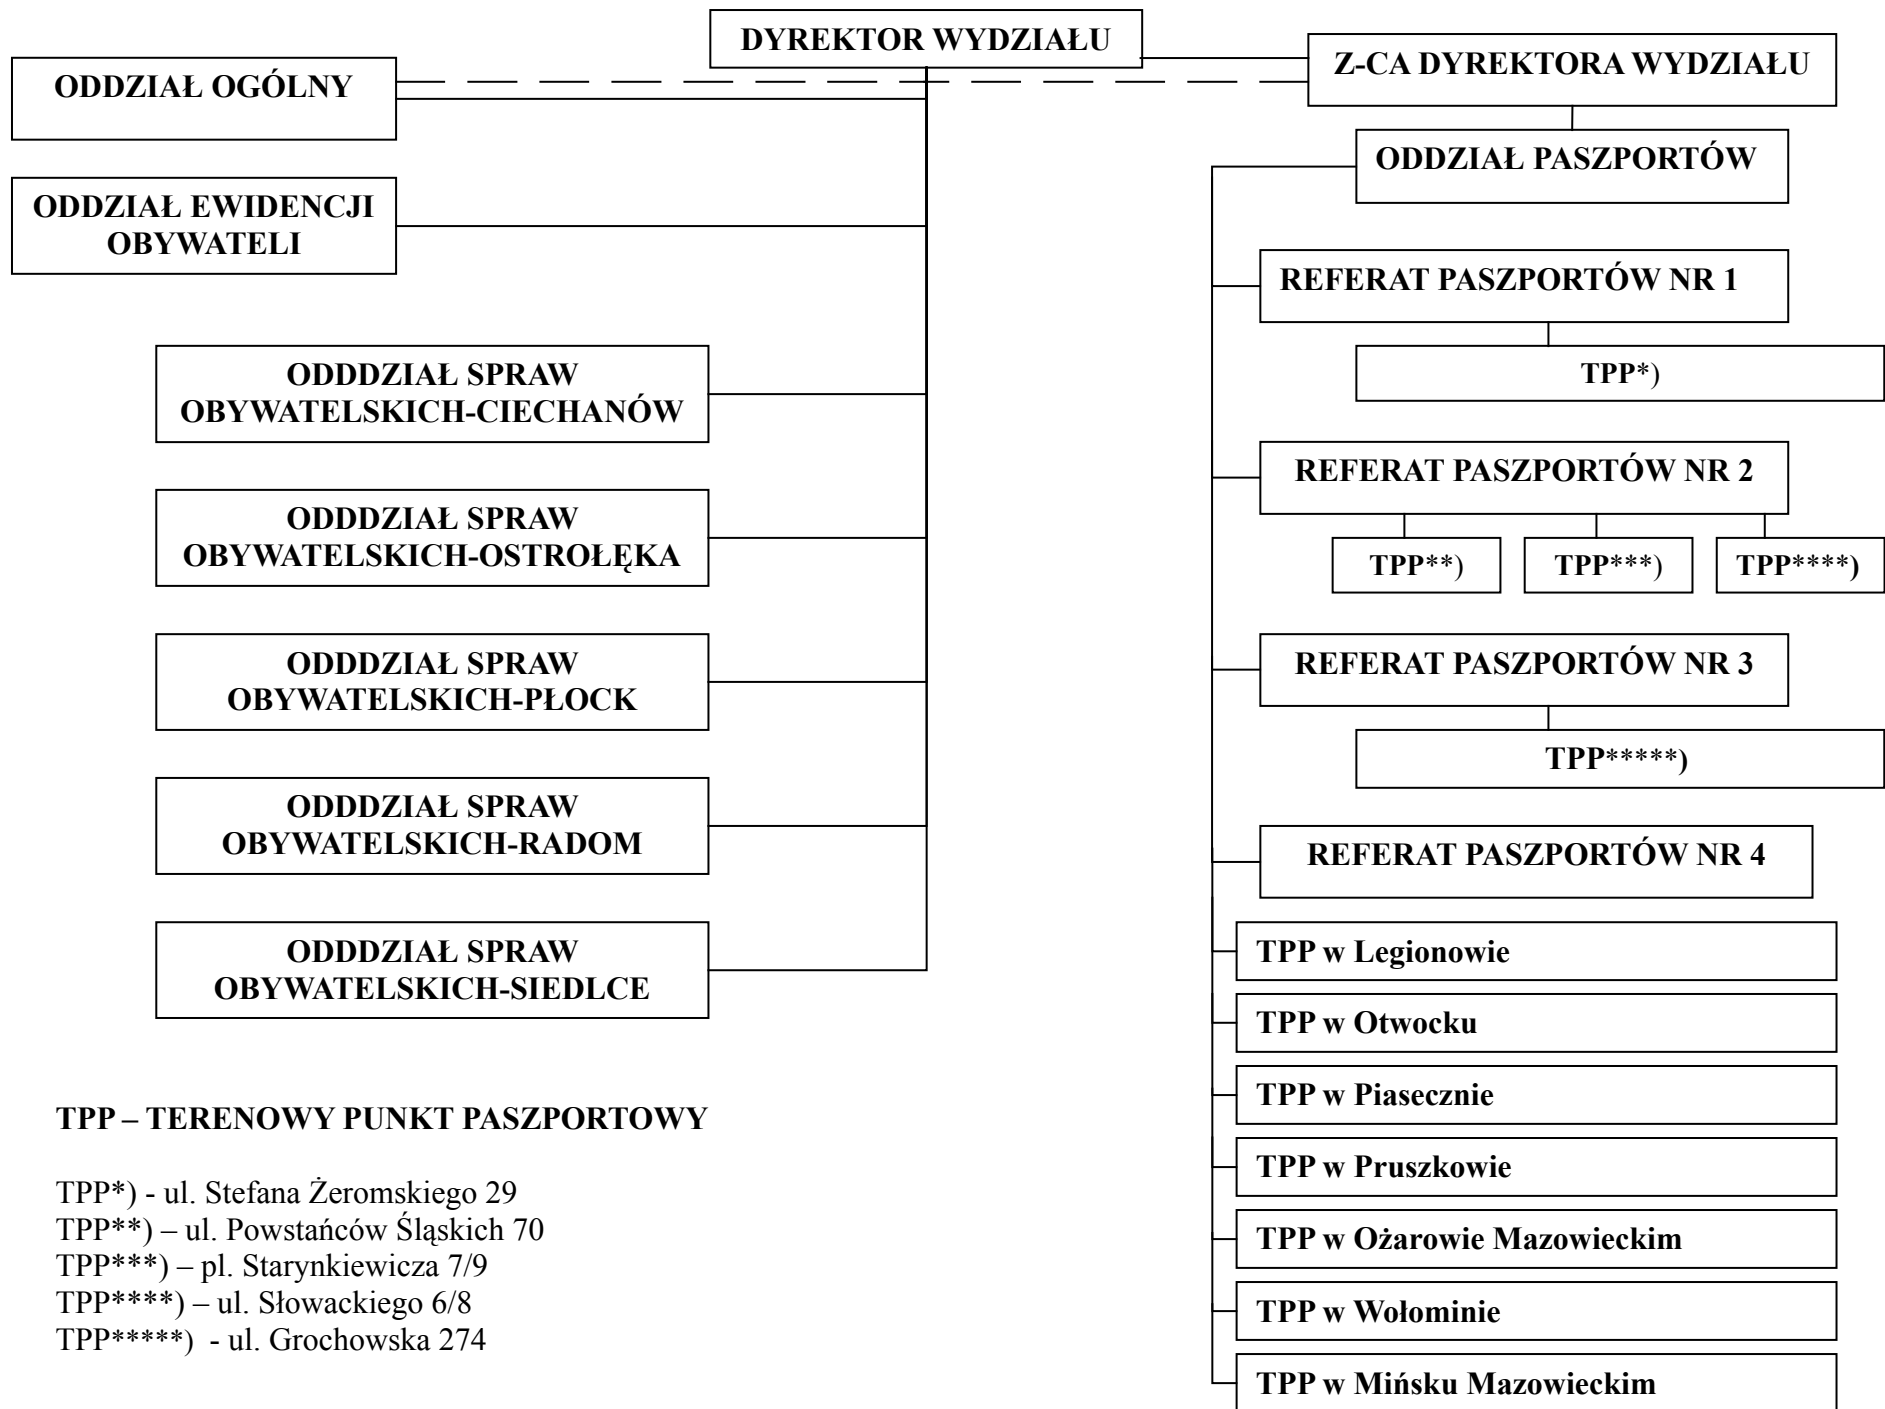 DYREKTOR WYDZIAŁU
Z-CA DYREKTORA WYDZIAŁU
ODDZIAŁ OGÓLNY
ODDZIAŁ EWIDENCJI
OBYWATELI
ODDDZIAŁ SPRAW
OBYWATELSKICH-CIECHANÓW
ODDDZIAŁ SPRAW
OBYWATELSKICH-OSTROŁĘKA
ODDDZIAŁ SPRAW
OBYWATELSKICH-PŁOCK
ODDDZIAŁ SPRAW
OBYWATELSKICH-RADOM
ODDDZIAŁ SPRAW
OBYWATELSKICH-SIEDLCE
ODDZIAŁ PASZPORTÓW
REFERAT PASZPORTÓW NR 1
TPP*)
REFERAT PASZPORTÓW NR 2
TPP**)
TPP***)
TPP****)
REFERAT PASZPORTÓW NR 3
TPP*****)
REFERAT PASZPORTÓW NR 4
TPP w Legionowie
TPP w Otwocku
TPP w Piasecznie
TPP w Pruszkowie
TPP w Ożarowie Mazowieckim
TPP w Wołominie
TPP w Mińsku Mazowieckim
TPP – TERENOWY PUNKT PASZPORTOWY
TPP*) - ul. Stefana Żeromskiego 29
TPP**) – ul. Powstańców Śląskich 70
TPP***) – pl. Starynkiewicza 7/9
TPP****) – ul. Słowackiego 6/8
TPP*****)  - ul. Grochowska 274